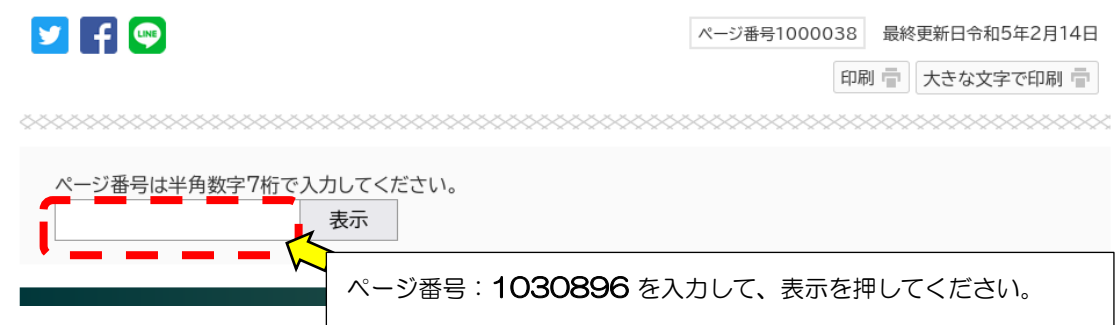 LINE
ページ番号1000038 最終更新日令和5年2月14日
印刷 大きな文字で印刷
ページ番号は半角数字7桁で入力してください。
表示
ページ番号：1030896 を入力して、表示を押してください。